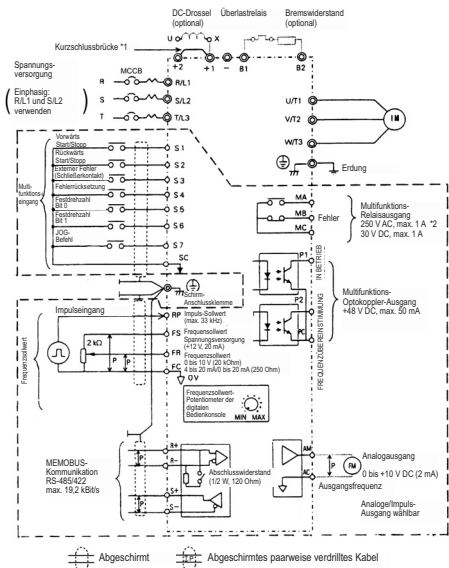 DC-Drossel
(optional)
Überlastrelais
Bremswiderstand
(optional)
U
X
Kurzschlussbrücke *1
+2
+1
−
B1
B2
Spannungs-
versorgung
MCCB
Einphasig:
R/L1 und S/L2
verwenden
R
R/L1
S
S/L2
T
T/L3
U/T1
V/T2
W/T3
IM
Erdung
Multi-
funktions-
eingang
Vorwärts
Start/Stopp
S1
Rückwärts
Start/Stopp
S2
Externer Fehler
(Schließerkontakt)
S3
Fehlerrücksetzung
S4
Festdrehzahl
Bit 0
S5
Festdrehzahl
Bit 1
S6
JOG-
Befehl
S7
SC
Schirm-
Anschlussklemme
MA
MB
MC
Fehler
Multifunktions-
Relaisausgang
250 V AC, max. 1 A *2
30 V DC, max. 1 A
P1
IN BETRIEB
P2
PC
FREQUENZÜBEREINSTIMMUNG
Multifunktions-
Optokoppler-Ausgang
+48 V DC, max. 50 mA
Frequenzsollwert
Impulseingang
2 kΩ
P
P
RP
Impuls-Sollwert
(max. 33 kHz)
FS
Frequenzsollwert
Spannungsversorgung
(+12 V, 20 mA)
FR
Frequenzsollwert
0 bis 10 V (20 kOhm)
FC
4 bis 20 mA/0 bis 20 mA (250 Ohm)
0 V
Frequenzsollwert-
Potentiometer der
digitalen
Bedienkonsole
MIN MAX
MEMOBUS-
Kommunikation
RS-485/422
max. 19,2 kBit/s
R+
P
R−
S+
P
S−
Abschlusswiderstand
(1/2 W, 120 Ohm)
AM
AC
P
FM
Analogausgang
0 bis +10 V DC (2 mA)
Ausgangsfrequenz
Analoge/Impuls-
Ausgang wählbar
Abgeschirmt
P
Abgeschirmtes paarweise verdrilltes Kabel